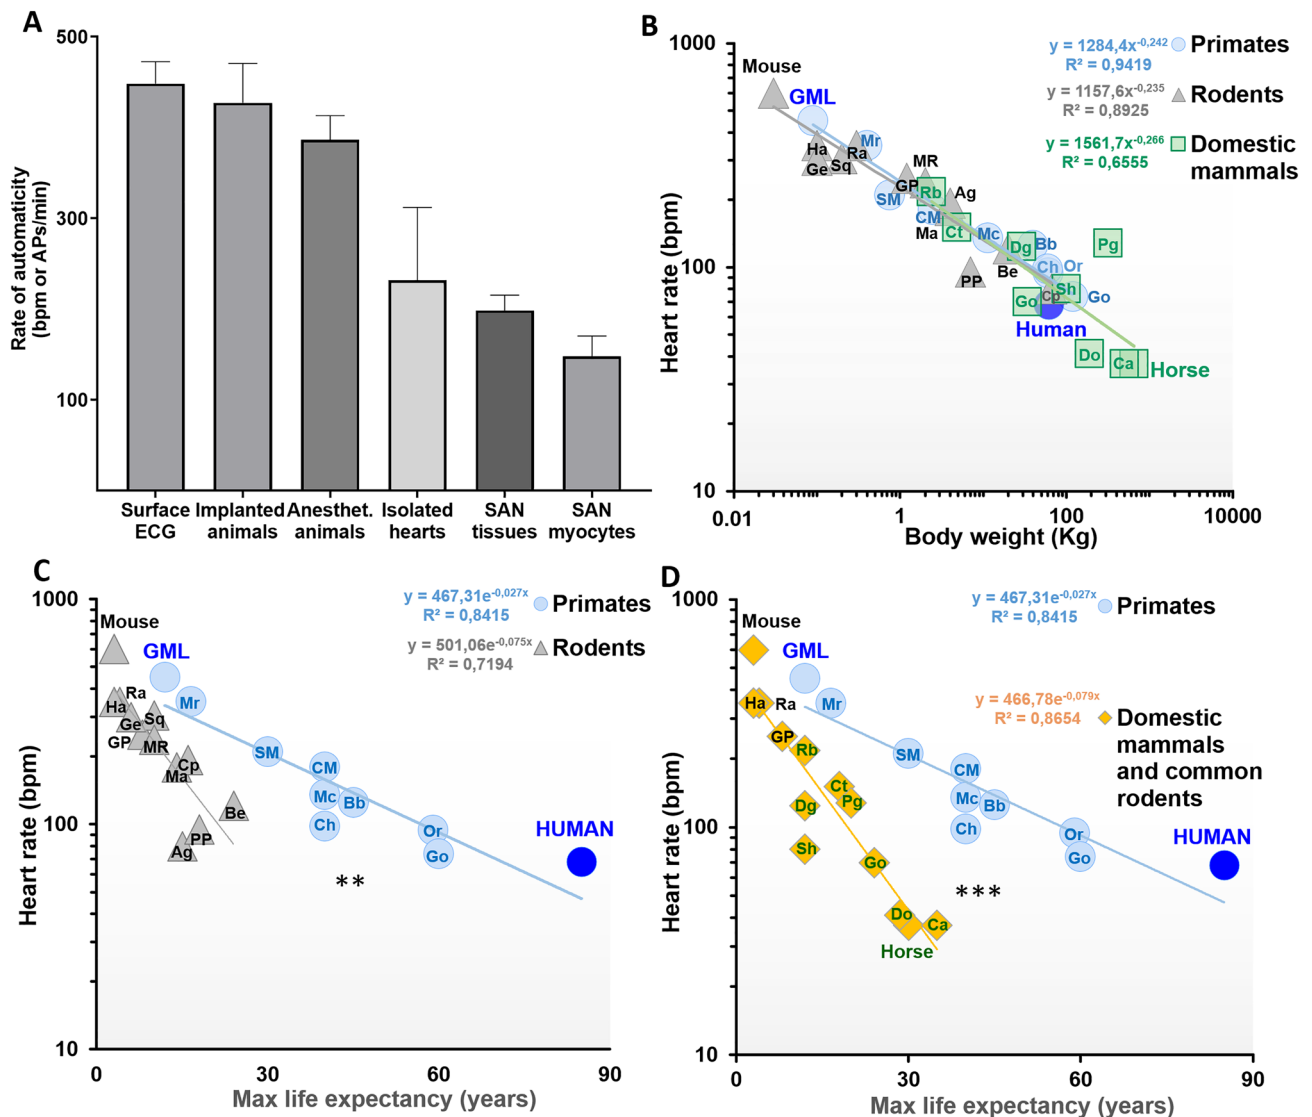 A
500
300
100
Rate of automaticity
(bpm or APs/min)
Surface
ECG
Implanted
animals
Anesthet.
animals
Isolated
hearts
SAN
tissues
SAN
myocytes
B
1000
100
10
Heart rate (bpm)
0.01
1
100
10000
Body weight (Kg)
y = 1284,4x-0,242
R² = 0,9419
Primates
y = 1157,6x-0,235
R² = 0,8925
Rodents
y = 1561,7x-0,266
R² = 0,6555
Domestic
mammals
Mouse
GML
Mr
Ha
Ra
Ge
Sq
MR
GP
Rb
Ag
SM
CM
Ma
Ct
Mc
Dg
Bb
Pg
Be
PP
Ch
Or
Go
Cp
Sh
Go
Human
Do
Ca
Horse
C
1000
100
10
Heart rate (bpm)
0
30
60
90
Max life expectancy (years)
y = 467,31e-0,027x
R² = 0,8415
Primates
y = 501,06e-0,075x
R² = 0,7194
Rodents
Mouse
GML
Ra
Mr
Ha
Ge
Sq
GP
MR
SM
Cp
Ma
CM
Mc
Bb
Be
Ch
PP
Ag
Or
Go
HUMAN
**
D
1000
100
10
Heart rate (bpm)
0
30
60
90
Max life expectancy (years)
y = 467,31e-0,027x
R² = 0,8415
Primates
y = 466,78e-0,079x
R² = 0,8654
Domestic
mammals
and common
rodents
Mouse
GML
Ha
Ra
Mr
GP
Rb
SM
CM
Ct
Pg
Mc
Bb
Dg
Ch
Sh
Or
Go
Go
HUMAN
***
Do
Ca
Horse